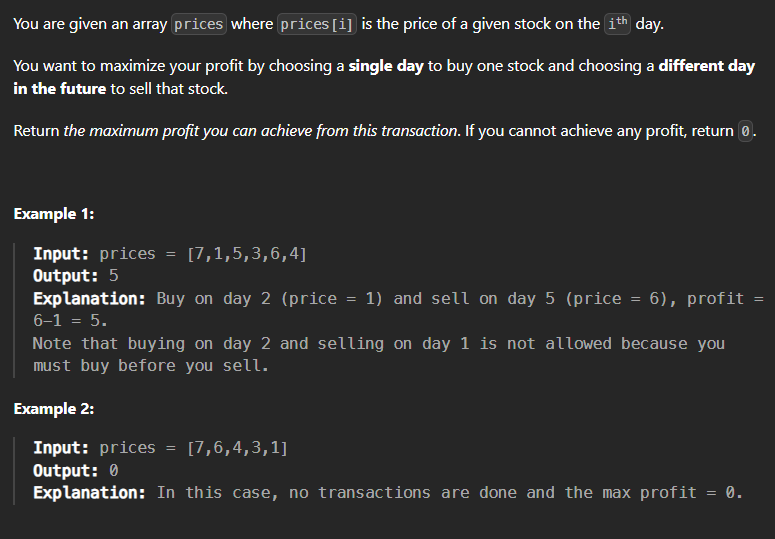 You are given an array prices where prices[i] is the price of a given stock on the ith day.
You want to maximize your profit by choosing a single day to buy one stock and choosing a different day
in the future to sell that stock.
Return the maximum profit you can achieve from this transaction. If you cannot achieve any profit, return 0.
Example 1:
Input: prices = [7,1,5,3,6,4]
Output: 5
Explanation: Buy on day 2 (price = 1) and sell on day 5 (price = 6), profit =
6-1 = 5.
Note that buying on day 2 and selling on day 1 is not allowed because you
must buy before you sell.
Example 2:
Input: prices = [7,6,4,3,1]
Output: 0
Explanation: In this case, no transactions are done and the max profit = 0.